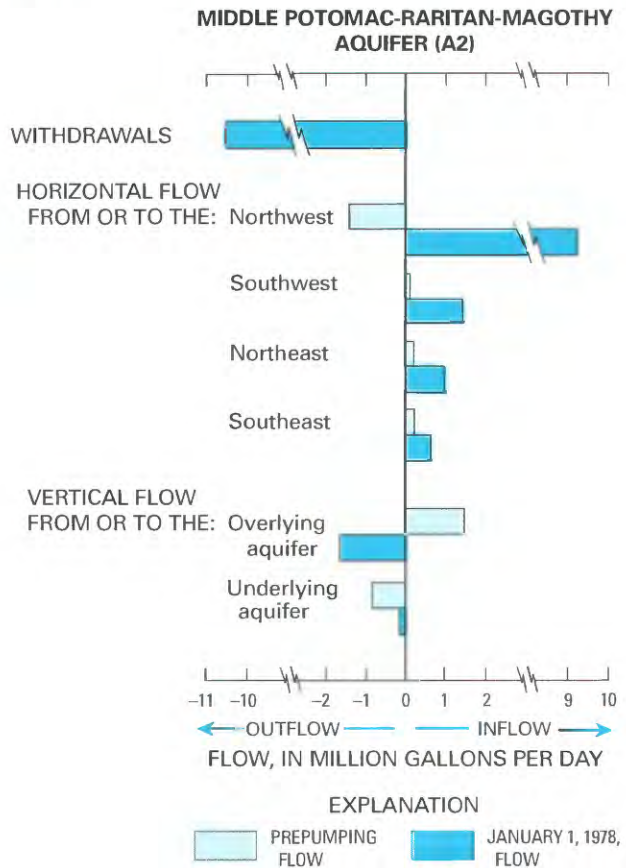 MIDDLE POTOMAC-RARITAN-MAGOTHY
AQUIFER (A2)
WITHDRAWALS
HORIZONTAL FLOW
FROM OR TO THE: Northwest
Southwest
Northeast
Southeast
VERTICAL FLOW
FROM OR TO THE: Overlying
aquifer
Underlying
aquifer
–11 –10 –2 –1 0 1 2 9 10
OUTFLOW INFLOW
FLOW, IN MILLION GALLONS PER DAY
EXPLANATION
PREPUMPING
FLOW
JANUARY 1, 1978,
FLOW